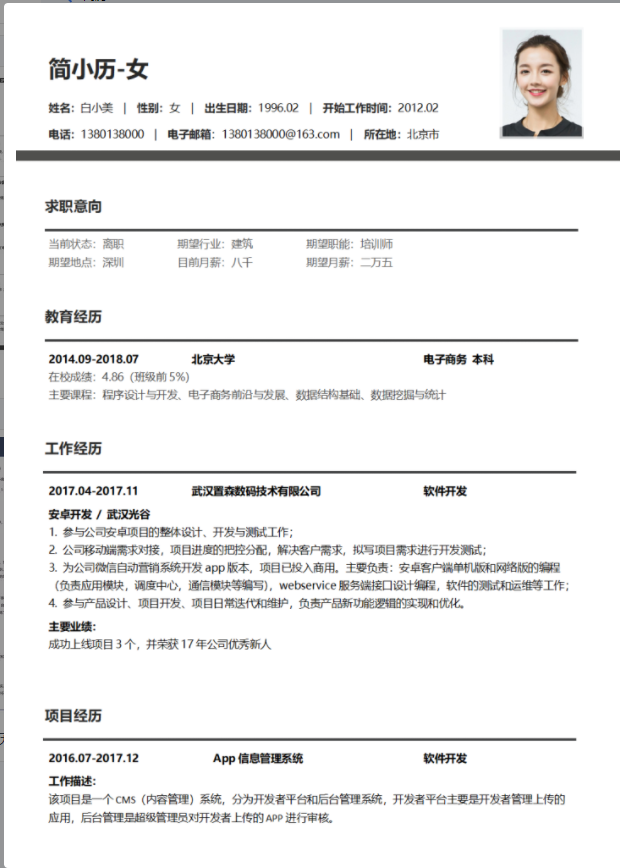 简小历-女
姓名：白小美 | 性别：女 | 出生日期：1996.02 | 开始工作时间：2012.02
电话：1380138000 | 电子邮箱：1380138000@163.com | 所在地：北京市
求职意向
当前状态：离职 期望行业：建筑 期望职能：培训师
期望地点：深圳 目前月薪：八千 期望月薪：二万五
教育经历
2014.09-2018.07 北京大学 电子商务 本科
在校成绩：4.86（班级前 5%）
主要课程：程序设计与开发、电子商务前沿与发展、数据结构基础、数据挖掘与统计
工作经历
2017.04-2017.11 武汉置森数码技术有限公司 软件开发
安卓开发 / 武汉光谷
1. 参与公司安卓项目的整体设计、开发与测试工作；
2. 公司移动端需求对接，项目进度的把控分配，解决客户需求，拟写项目需求进行开发测试；
3. 为公司微信自动营销系统开发 app 版本，项目已投入商用。主要负责：安卓客户端单机版和网络版的编程
（负责应用模块，调度中心，通信模块等编写），webservice 服务端接口设计编程，软件的测试和运维等工作；
4. 参与产品设计、项目开发、项目日常迭代和维护，负责产品新功能逻辑的实现和优化。
主要业绩：
成功上线项目 3 个，并荣获 17 年公司优秀新人
项目经历
2016.07-2017.12 App 信息管理系统 软件开发
工作描述：
该项目是一个 CMS（内容管理）系统，分为开发者平台和后台管理系统，开发者平台主要是开发者管理上传的
应用，后台管理是超级管理员对开发者上传的 APP 进行审核。